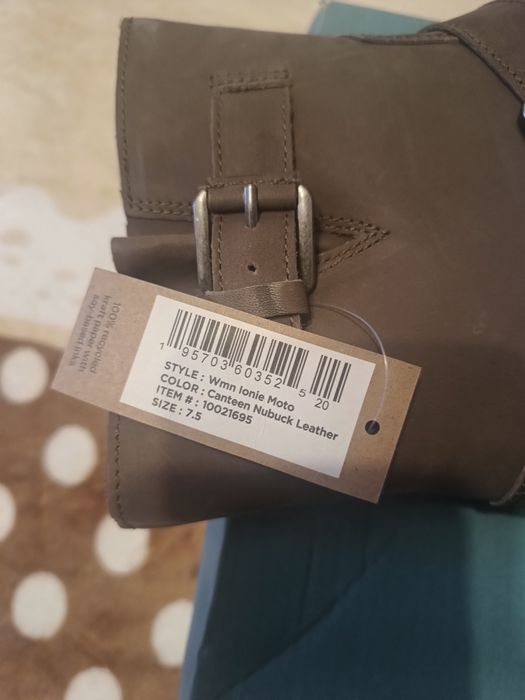 100% recycled
kraft paper with
soy-based inks
1 95703 60352 5 20
STYLE : Wmn Ionie Moto
COLOR : Canteen Nubuck Leather
ITEM # : 10021695
SIZE : 7.5